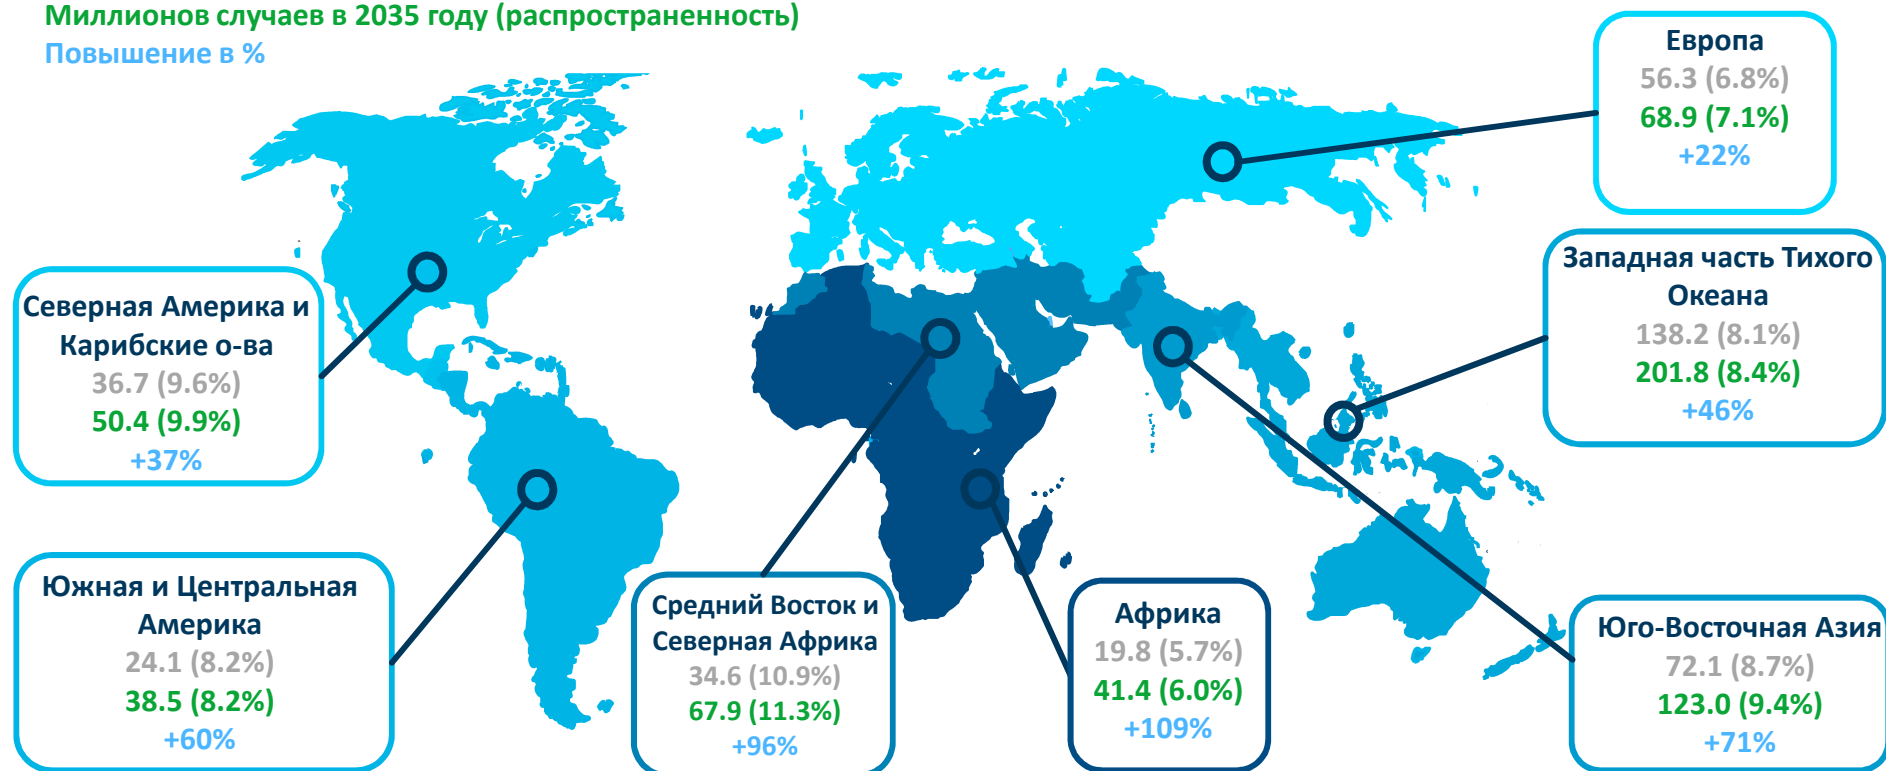 Миллионов случаев в 2035 году (распространенность)
Повышение в %
Европа
56.3 (6.8%)
68.9 (7.1%)
+22%
Западная часть Тихого
Океана
138.2 (8.1%)
201.8 (8.4%)
+46%
Северная Америка и
Карибские о-ва
36.7 (9.6%)
50.4 (9.9%)
+37%
Южная и Центральная
Америка
24.1 (8.2%)
38.5 (8.2%)
+60%
Средний Восток и
Северная Африка
34.6 (10.9%)
67.9 (11.3%)
+96%
Африка
19.8 (5.7%)
41.4 (6.0%)
+109%
Юго-Восточная Азия
72.1 (8.7%)
123.0 (9.4%)
+71%